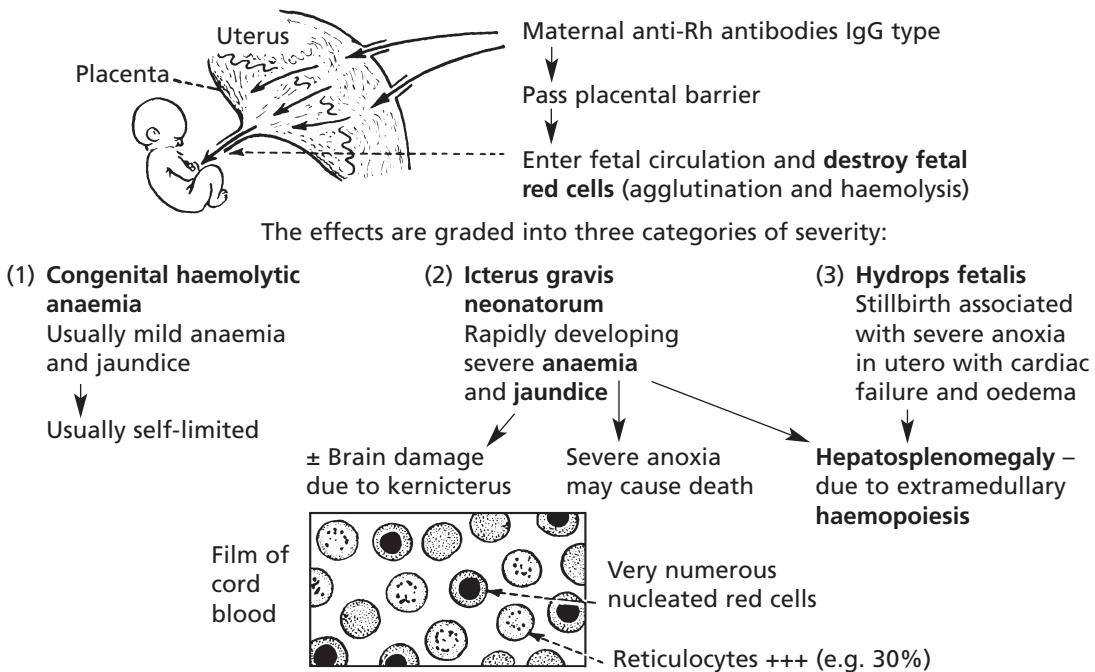 Uterus
Placenta
Maternal anti-Rh antibodies IgG type
Pass placental barrier
Enter fetal circulation and destroy fetal
red cells (agglutination and haemolysis)
The effects are graded into three categories of severity:
(1) Congenital haemolytic
anaemia
Usually mild anaemia
and jaundice
Usually self-limited
(2) Icterus gravis
neonatorum
Rapidly developing
severe anaemia
and jaundice
± Brain damage
due to kernicterus
Severe anoxia
may cause death
(3) Hydrops fetalis
Stillbirth associated
with severe anoxia
in utero with cardiac
failure and oedema
Hepatosplenomegaly –
due to extramedullary
haemopoiesis
Film of
cord
blood
Very numerous
nucleated red cells
Reticulocytes +++ (e.g. 30%)